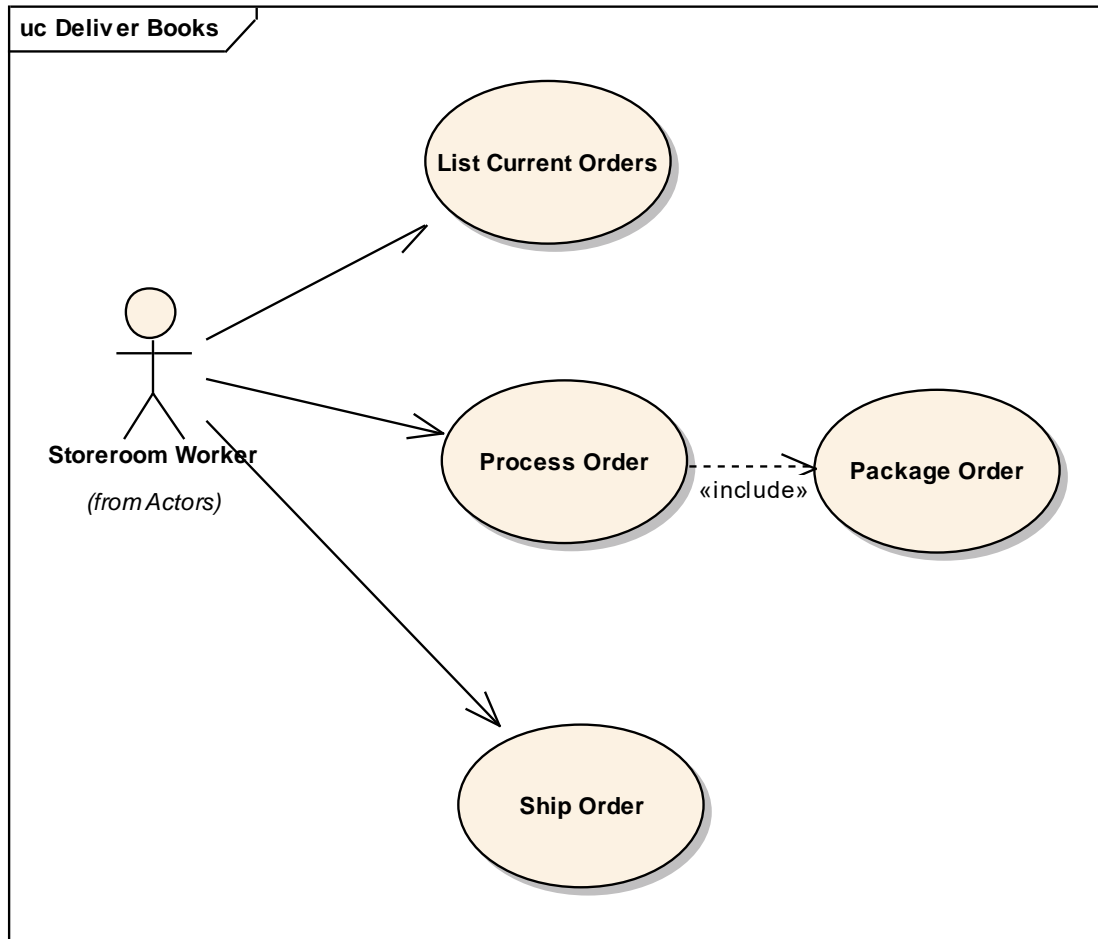 uc Deliver Books
List Current Orders
Storeroom Worker
(from Actors)
Process Order
«include»
Package Order
Ship Order